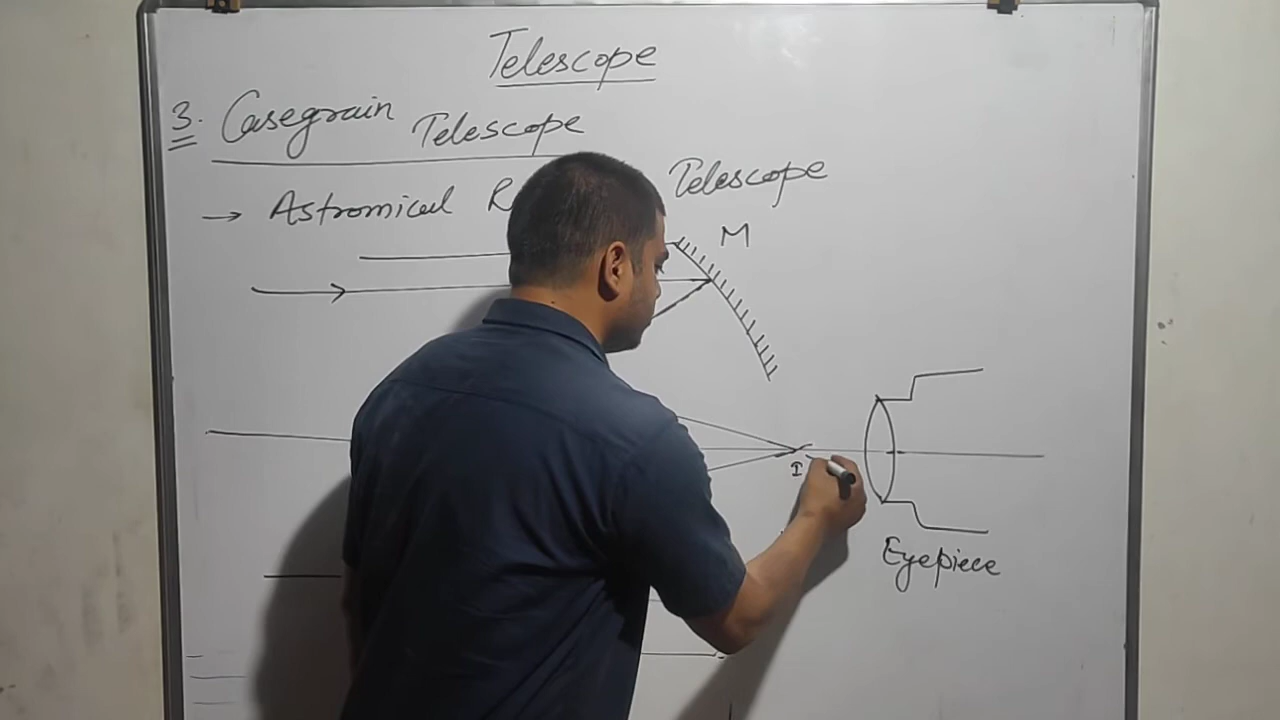 Telescope
3. Casegrain Telescope
→ Astromical R Telescope
M
I
Eyepiece